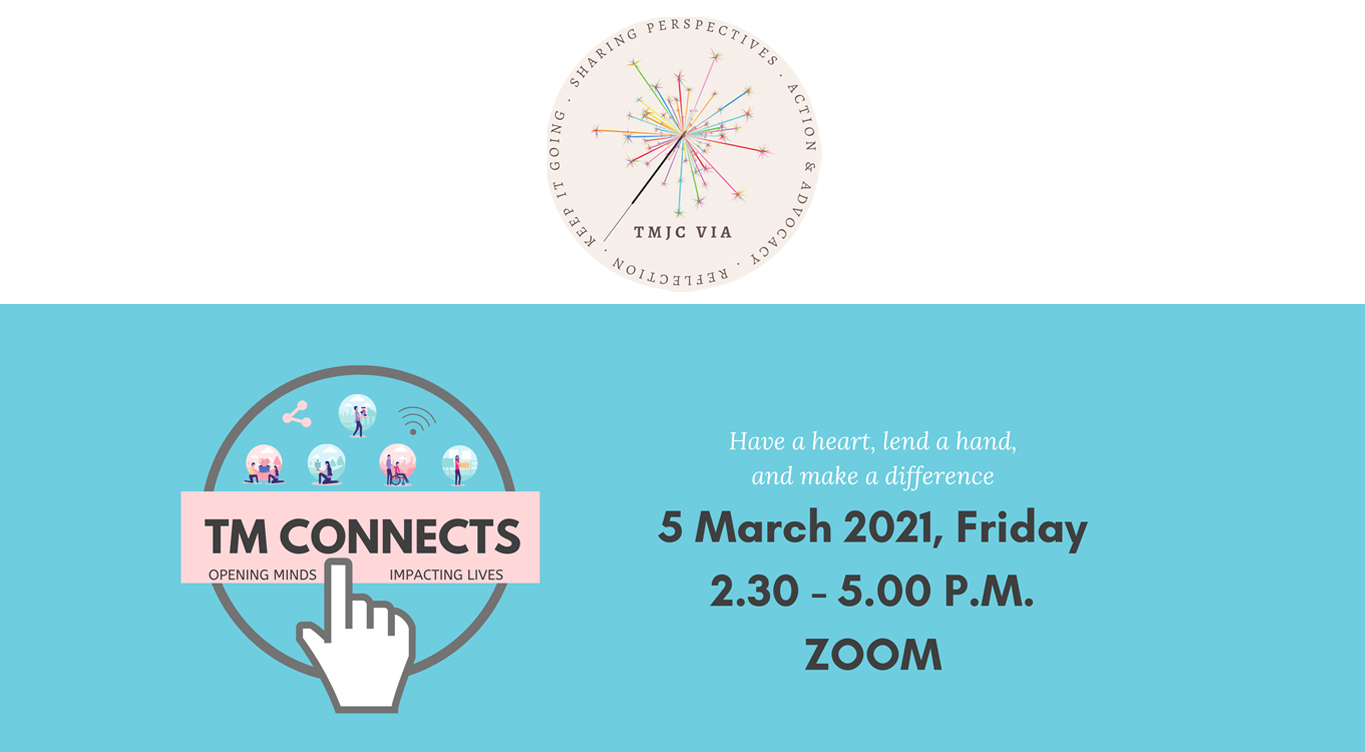 KEEP IT GOING · SHARING PERSPECTIVES · ACTION & ADVOCACY · REFLECTION ·
TMJC VIA
TM CONNECTS
OPENING MINDS
IMPACTING LIVES
Have a heart, lend a hand,
and make a difference
5 March 2021, Friday
2.30 - 5.00 P.M.
ZOOM